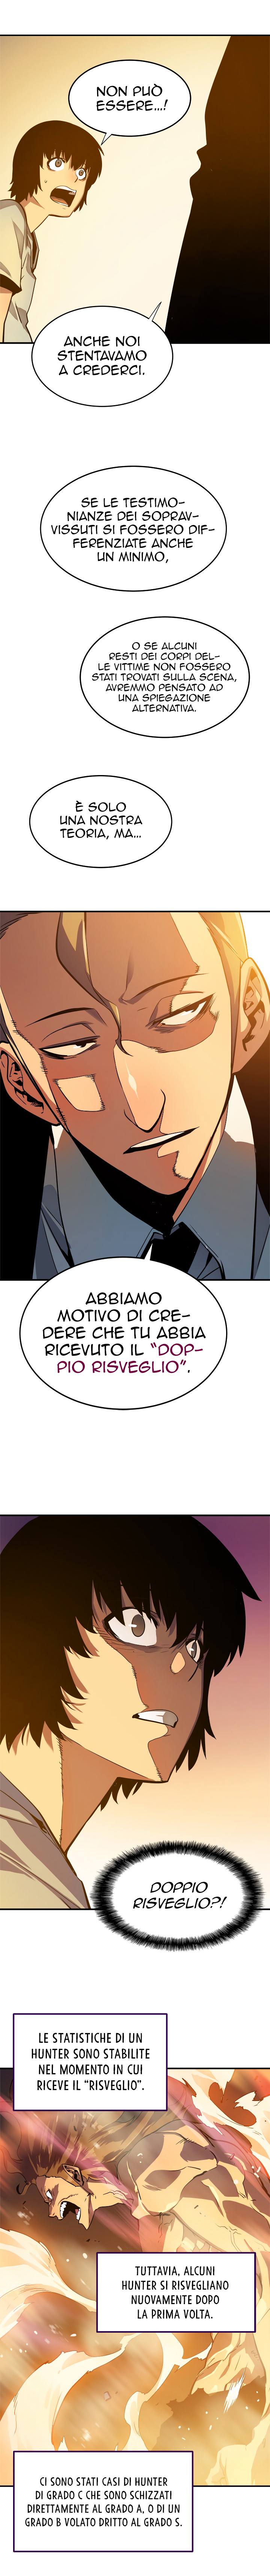 NON PUÒ
ESSERE...!
ANCHE NOI
STENTAVAMO
A CREDERCI.
SE LE TESTIMO-
NIANZE DEI SOPRAV-
VISSUTI SI FOSSERO DIF-
FERENZIATE ANCHE
UN MINIMO,
O SE ALCUNI
RESTI DEI CORPI DEL-
LE VITTIME NON FOSSERO
STATI TROVATI SULLA SCENA,
AVREMMO PENSATO AD
UNA SPIEGAZIONE
ALTERNATIVA.
È SOLO
UNA NOSTRA
TEORIA, MA...
ABBIAMO
MOTIVO DI CRE-
DERE CHE TU ABBIA
RICEVUTO IL "DOP-
PIO RISVEGLIO".
DOPPIO
RISVEGLIO?!
LE STATISTICHE DI UN
HUNTER SONO STABILITE
NEL MOMENTO IN CUI
RICEVE IL "RISVEGLIO".
TUTTAVIA, ALCUNI
HUNTER SI RISVEGLIANO
NUOVAMENTE DOPO
LA PRIMA VOLTA.
CI SONO STATI CASI DI HUNTER
DI GRADO C CHE SONO SCHIZZATI
DIRETTAMENTE AL GRADO A, O DI UN
GRADO B VOLATO DRITTO AL GRADO S.